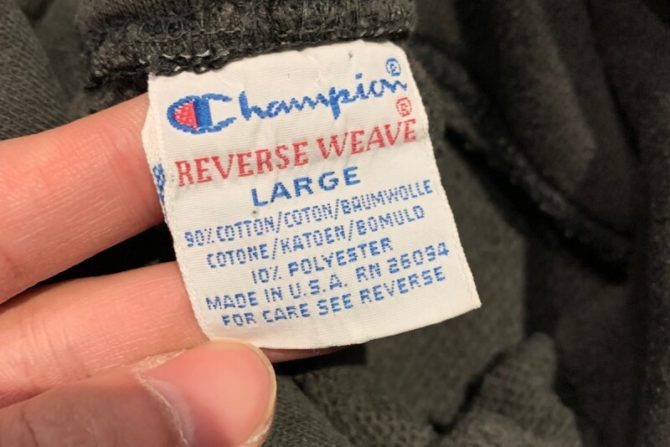 Champion®
REVERSE WEAVE®
LARGE
90% COTTON/COTON/BAUMWOLLE
COTONE/KATOEN/BOMULD
10% POLYESTER
MADE IN U.S.A. RN 26094
FOR CARE SEE REVERSE